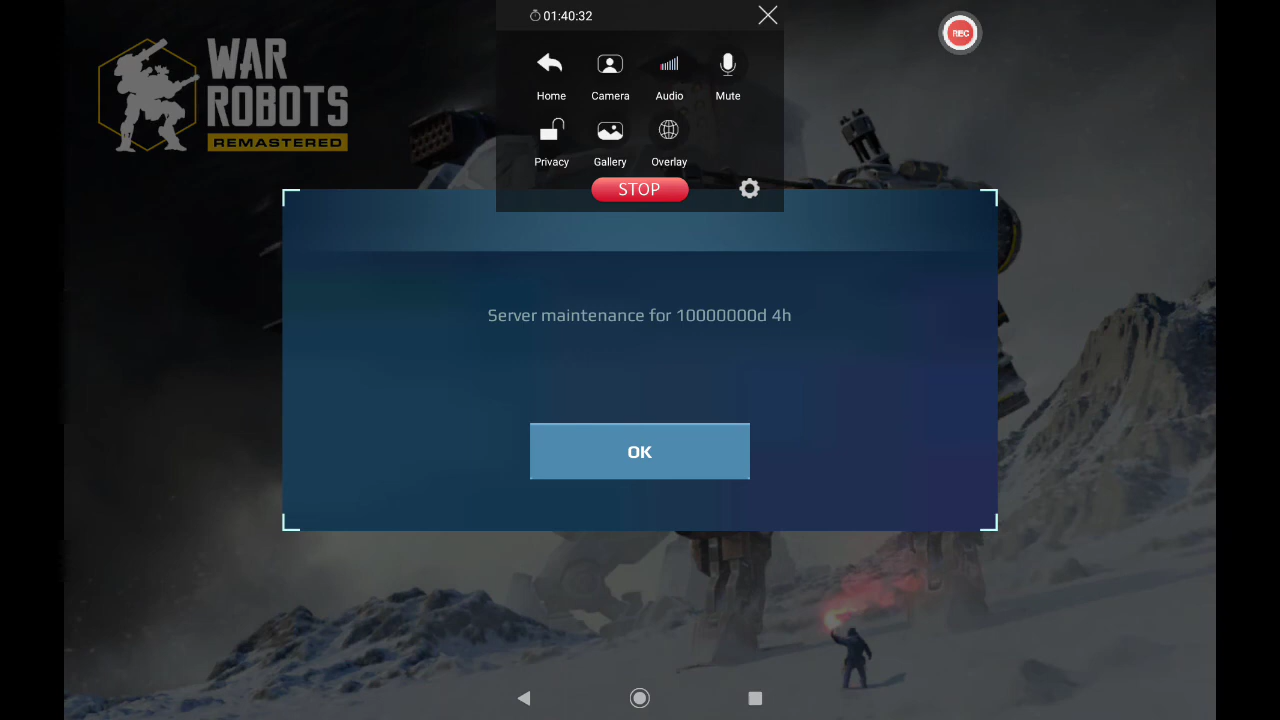 01:40:32
REC
WAR
ROBOTS
REMASTERED
Home Camera Audio Mute
Privacy Gallery Overlay
STOP
Server maintenance for 10000000d 4h
OK